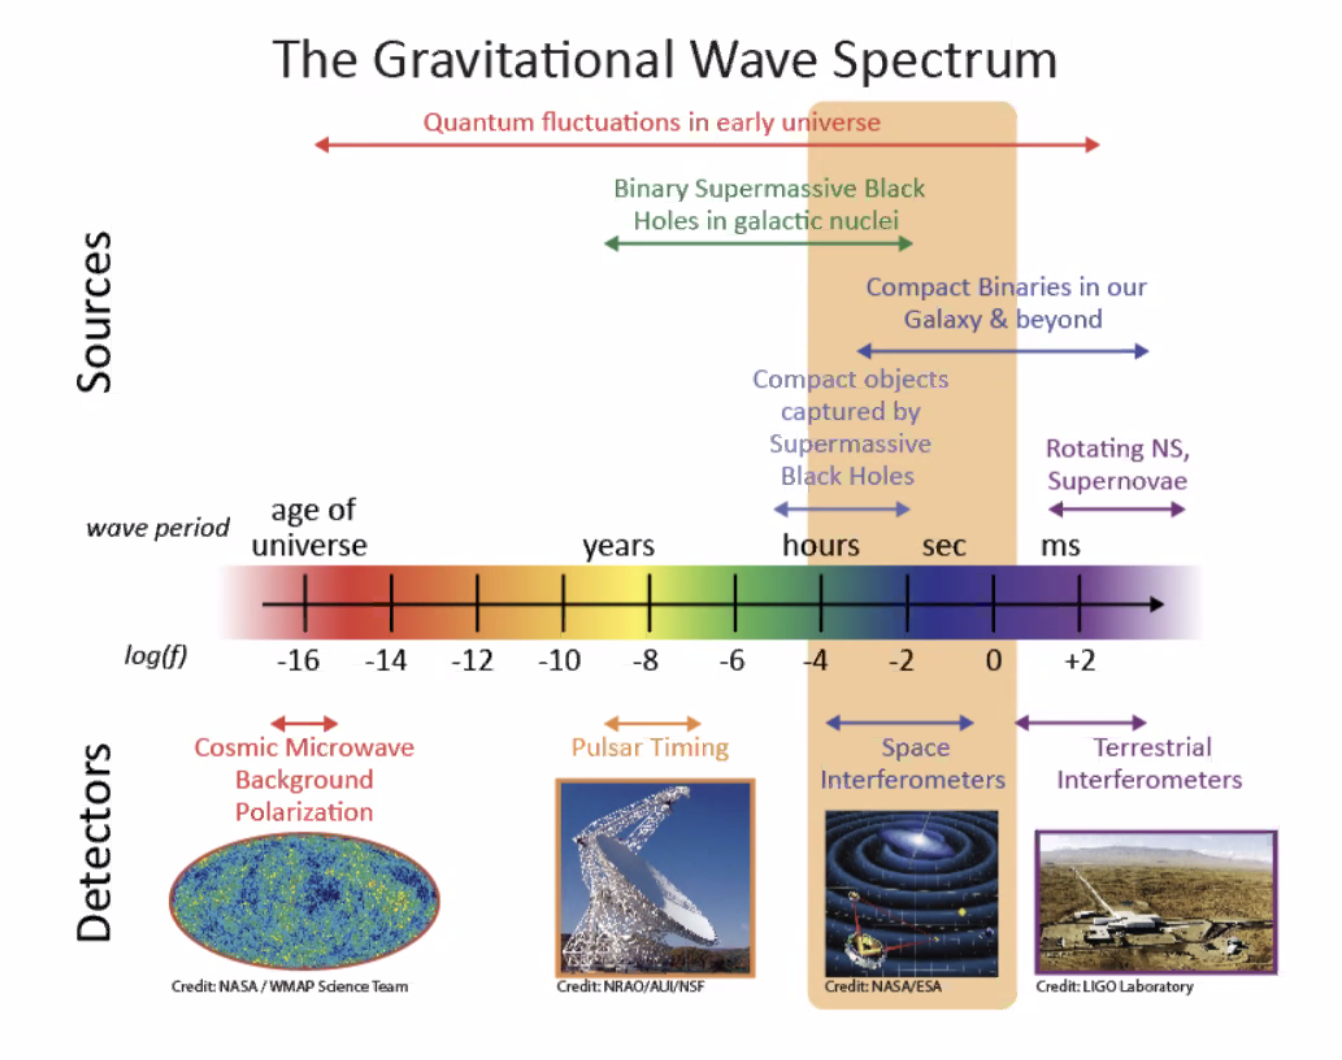 The Gravitational Wave Spectrum
Quantum fluctuations in early universe
Binary Supermassive Black
Holes in galactic nuclei
Compact Binaries in our
Galaxy & beyond
Compact objects
captured by
Supermassive
Black Holes
Rotating NS,
Supernovae
Sources
wave period
age of
universe
years
hours
sec
ms
log(f)
-16
-14
-12
-10
-8
-6
-4
-2
0
+2
Detectors
Cosmic Microwave
Background
Polarization
Pulsar Timing
Space
Interferometers
Terrestrial
Interferometers
Credit: NASA / WMAP Science Team
Credit: NRAO/AUI/NSF
Credit: NASA/ESA
Credit: LIGO Laboratory